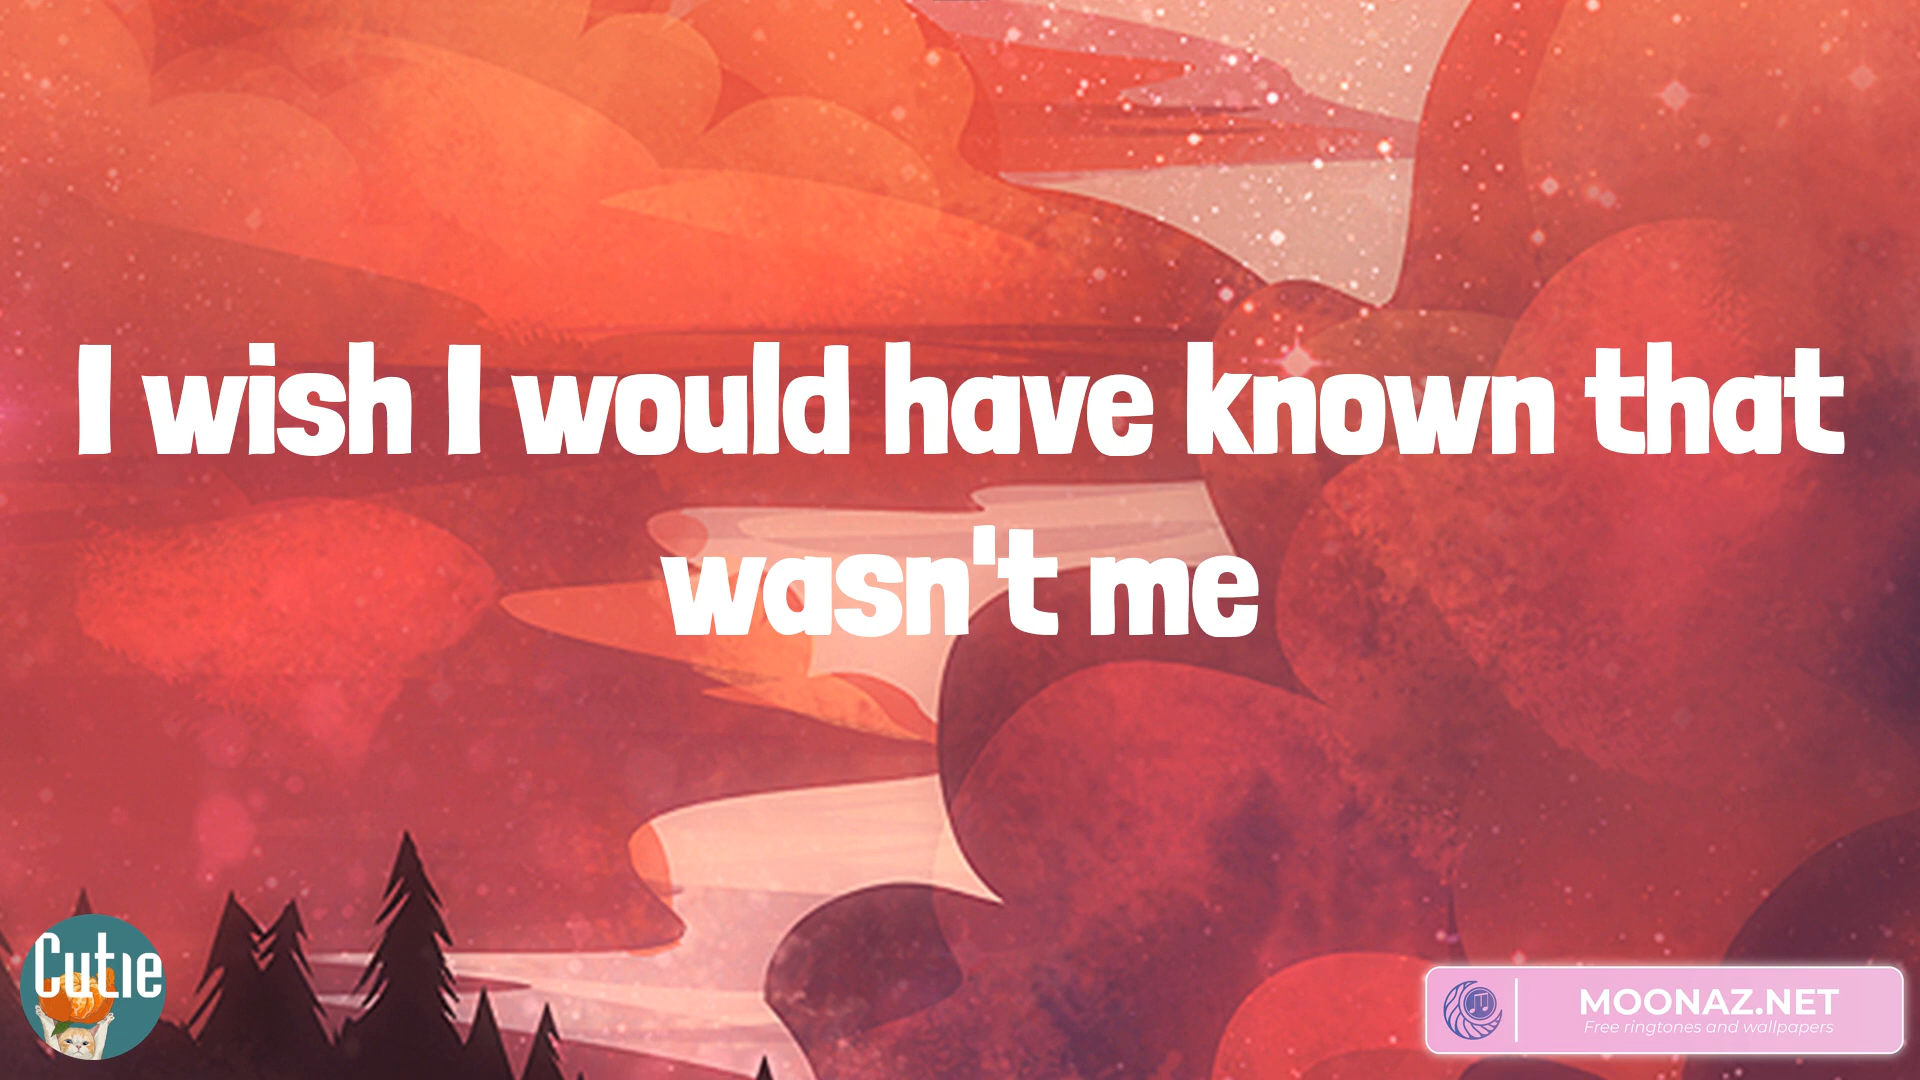 I wish I would have known that
wasn't me
Cutie
MOONAZ.NET
Free ringtones and wallpapers